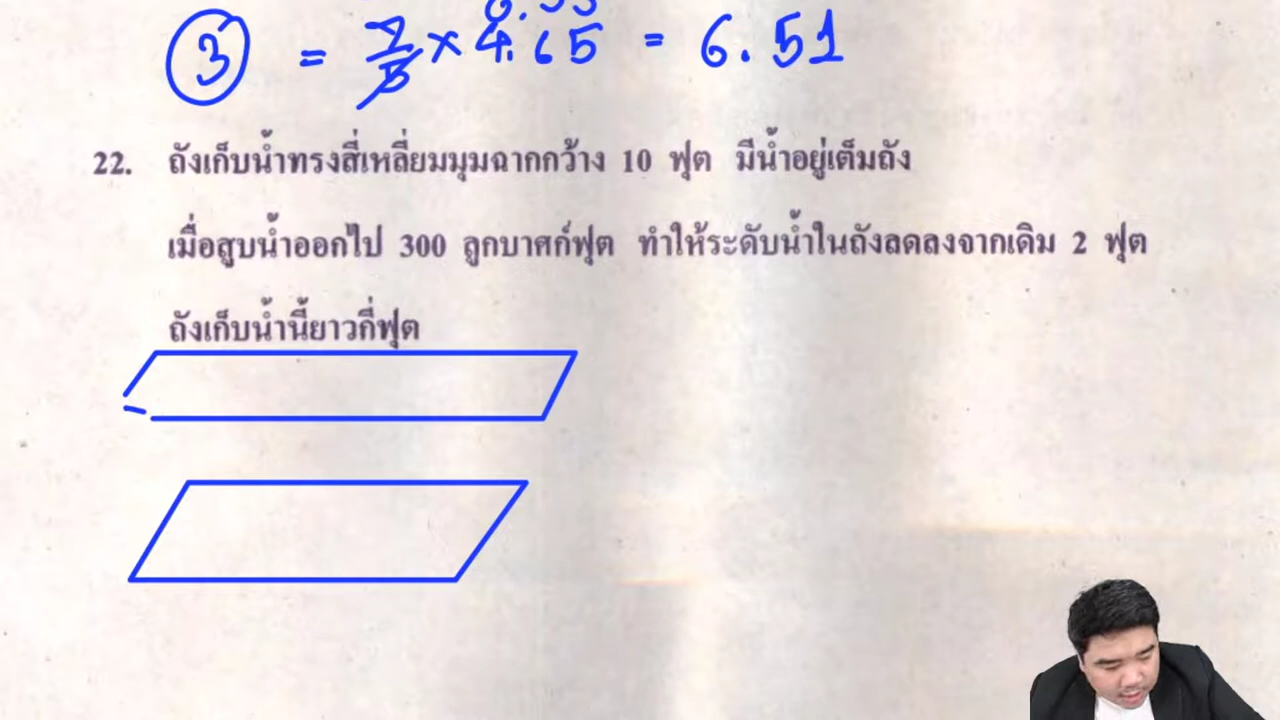 ③ = 7/5 × 4.65 = 6.51
22. ถังเก็บน้ำทรงสี่เหลี่ยมมุมฉากกว้าง 10 ฟุต มีน้ำอยู่เต็มถัง
เมื่อสูบน้ำออกไป 300 ลูกบาศก์ฟุต ทำให้ระดับน้ำในถังลดลงจากเดิม 2 ฟุต
ถังเก็บน้ำนี้ยาวกี่ฟุต